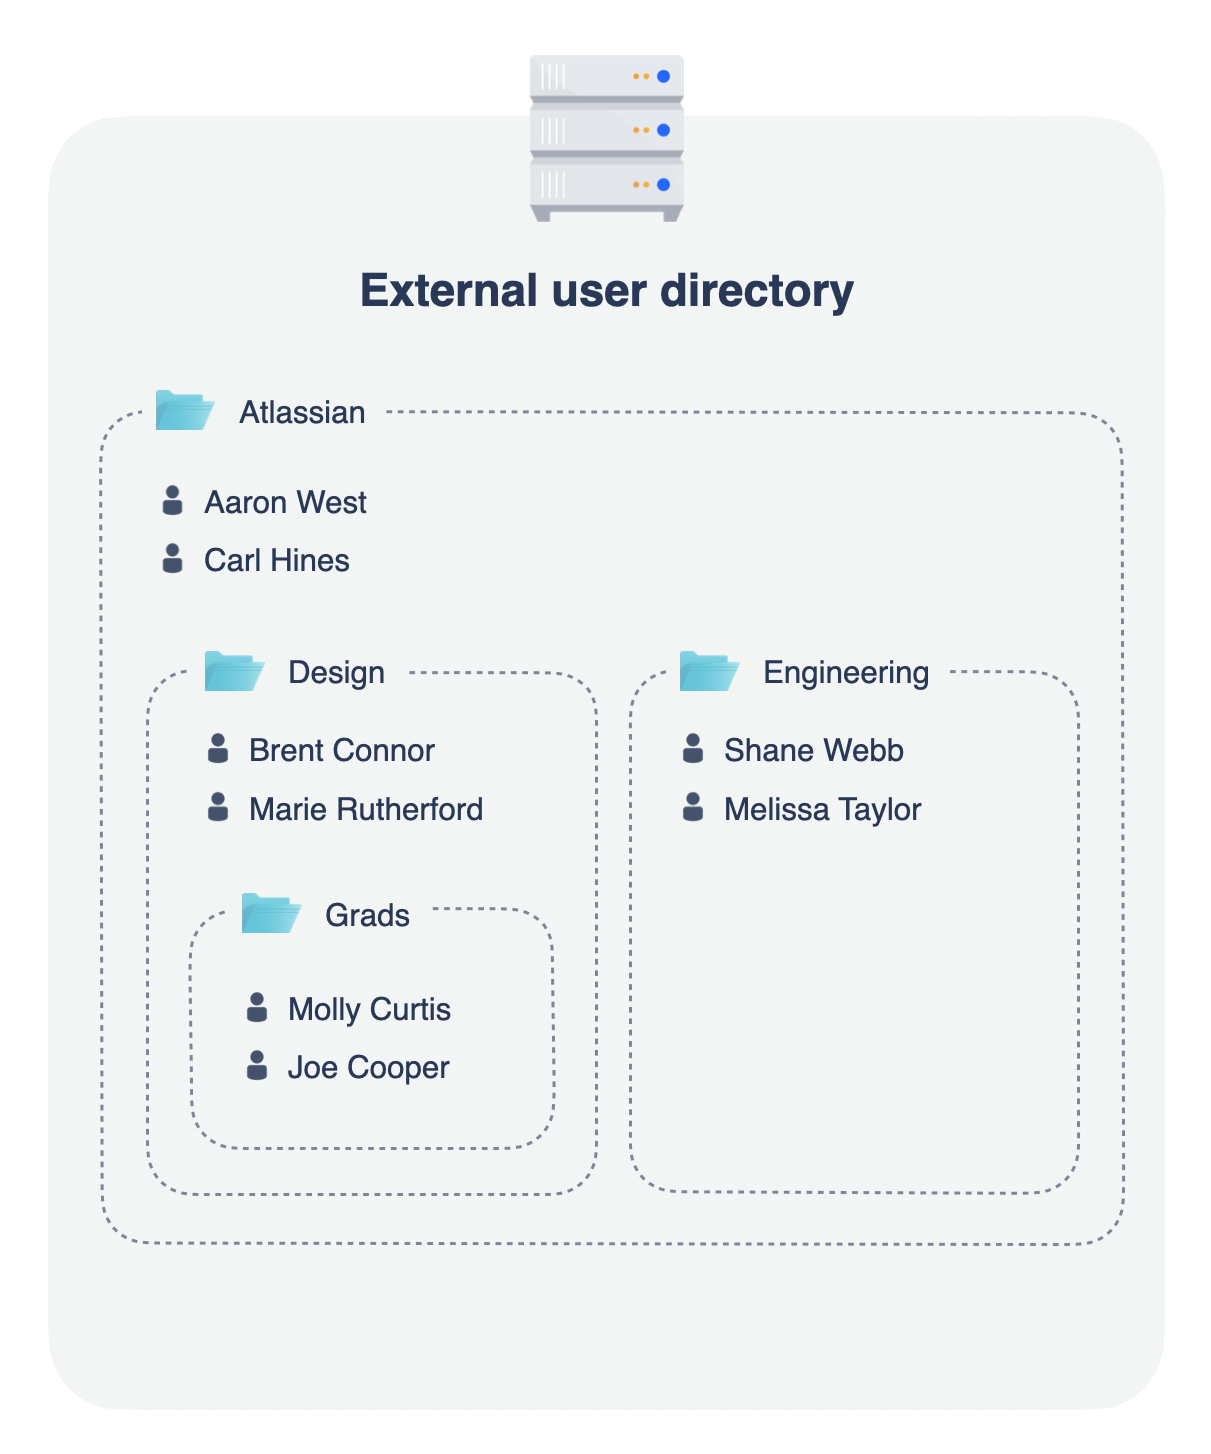 External user directory
Atlassian
Aaron West
Carl Hines
Design
Brent Connor
Marie Rutherford
Grads
Molly Curtis
Joe Cooper
Engineering
Shane Webb
Melissa Taylor